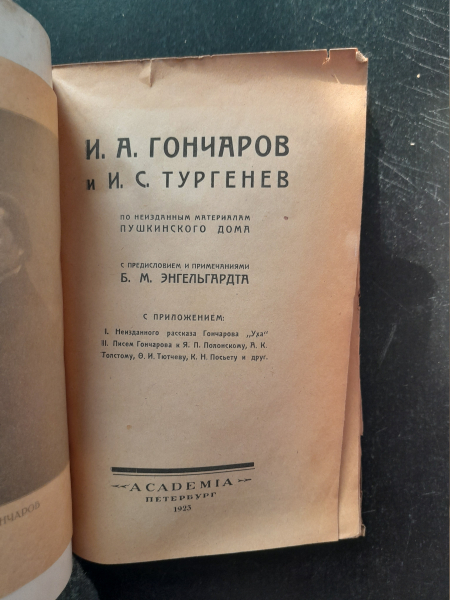 И. А. ГОНЧАРОВ
и И. С. ТУРГЕНЕВ
ПО НЕИЗДАННЫМ МАТЕРИАЛАМ
ПУШКИНСКОГО ДОМА
С ПРЕДИСЛОВИЕМ И ПРИМЕЧАНИЯМИ
Б. М. ЭНГЕЛЬГАРДТА
С ПРИЛОЖЕНИЕМ:
I. Неизданного рассказа Гончарова „Уха"
II. Писем Гончарова к Я. П. Полонскому, А. К.
Толстому, Ѳ. И. Тютчеву, К. Н. Посьету и друг.
ACADEMIA
ПЕТЕРБУРГ
1923
НЧАРОВ